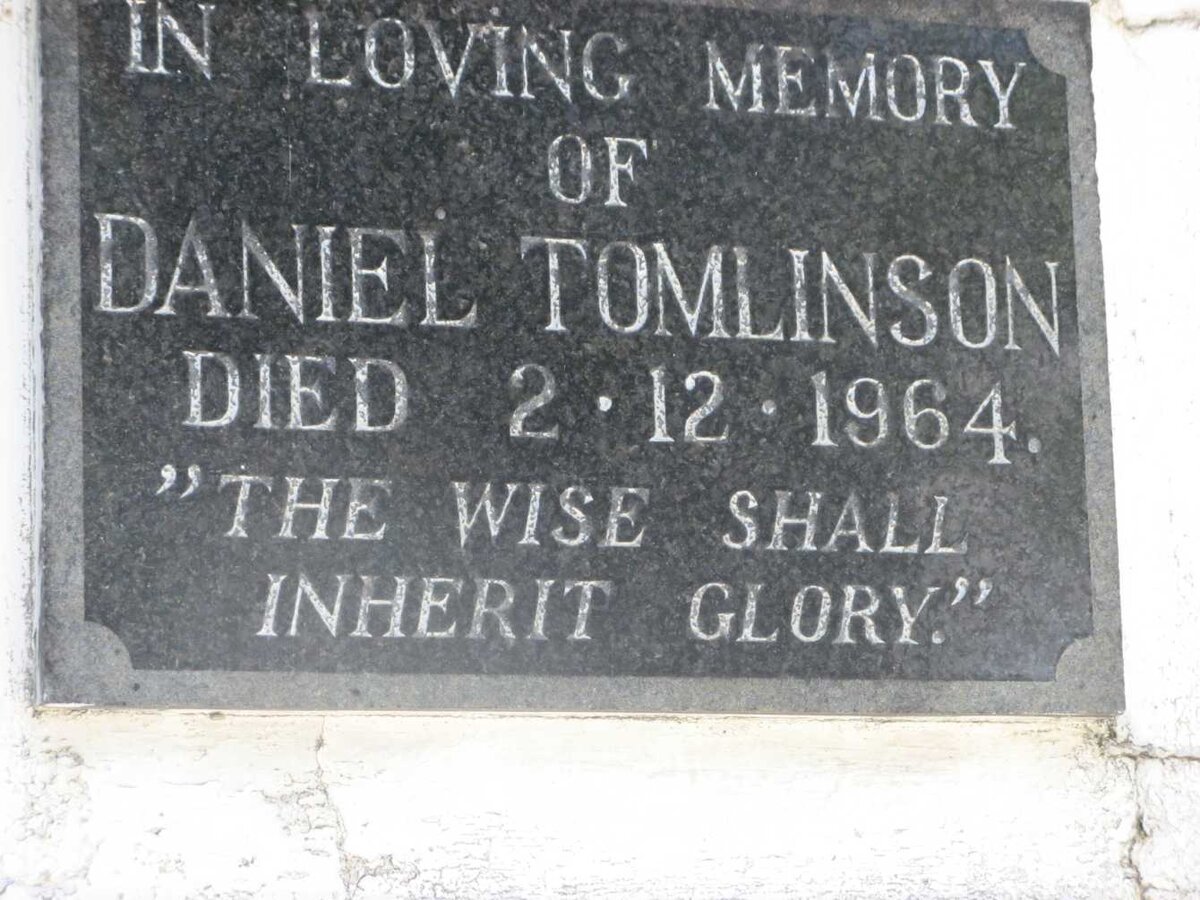 IN LOVING MEMORY
OF
DANIEL TOMLINSON
DIED 2·12·1964.
”THE WISE SHALL
INHERIT GLORY.”